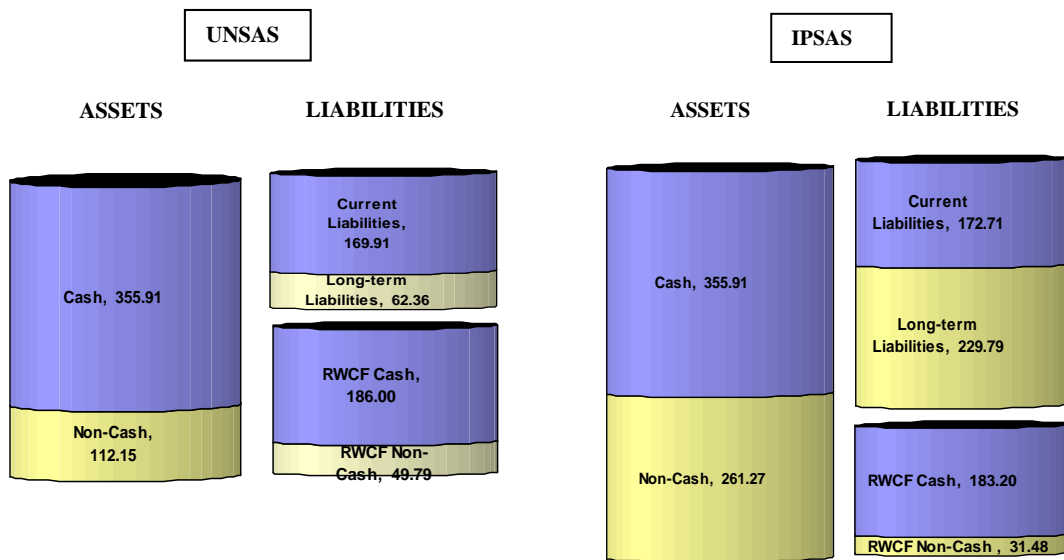 UNSAS
ASSETS
LIABILITIES
Cash, 355.91
Non-Cash,
112.15
Current
Liabilities,
169.91
Long-term
Liabilities, 62.36
RWCF Cash,
186.00
RWCF Non-
Cash, 49.79
IPSAS
ASSETS
LIABILITIES
Cash, 355.91
Non-Cash, 261.27
Current
Liabilities, 172.71
Long-term
Liabilities, 229.79
RWCF Cash, 183.20
RWCF Non-Cash , 31.48